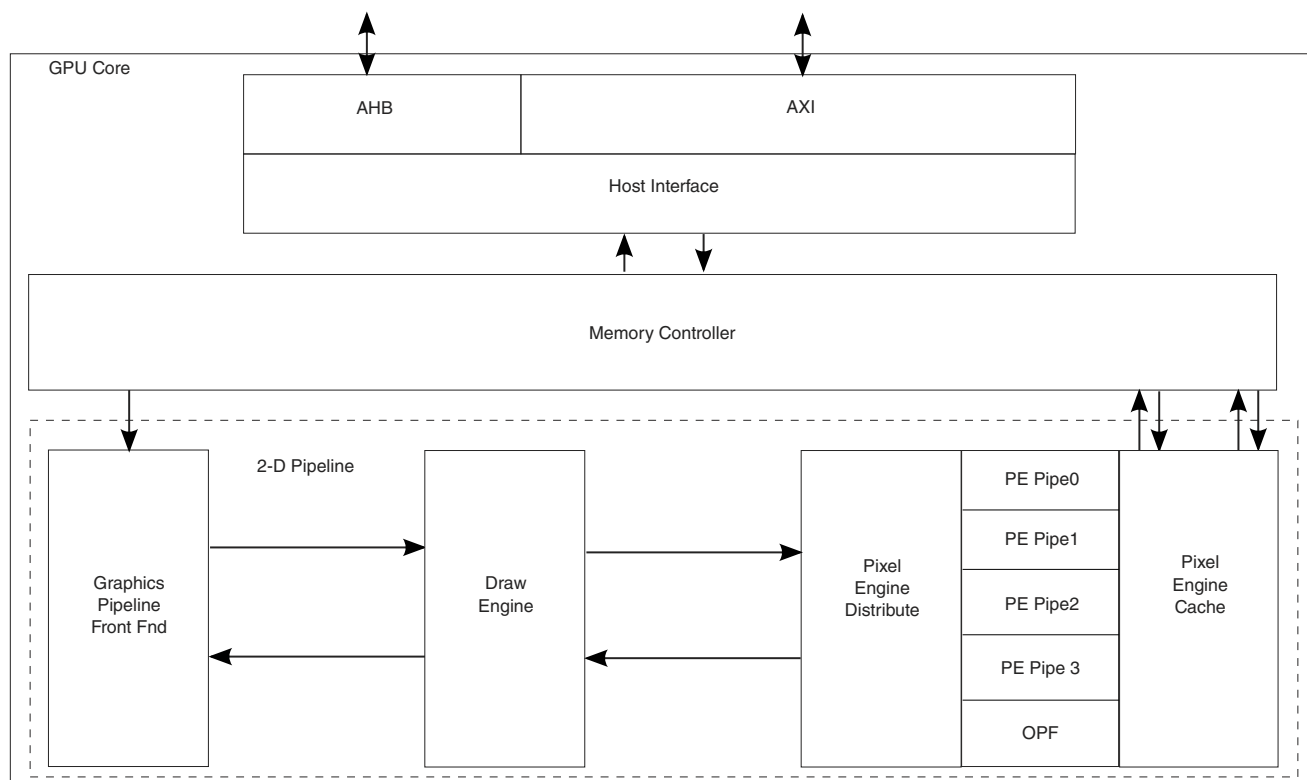 GPU Core
AHB
AXI
Host Interface
Memory Controller
2-D Pipeline
Graphics
Pipeline
Front Fnd
Draw
Engine
Pixel
Engine
Distribute
PE Pipe0
PE Pipe1
PE Pipe2
PE Pipe 3
OPF
Pixel
Engine
Cache